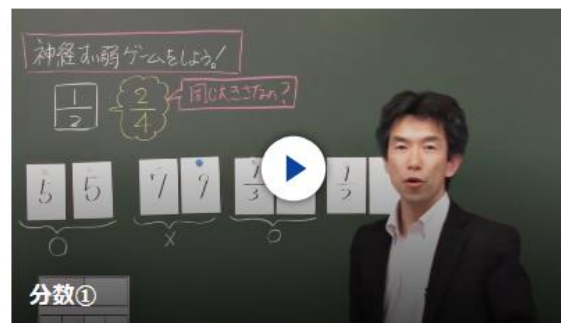 神経すい弱ゲームをしよう!
1/2 2/4 同じ大きさなの?
5 5 7 9 1/3 1/2
○ × ○
分数①